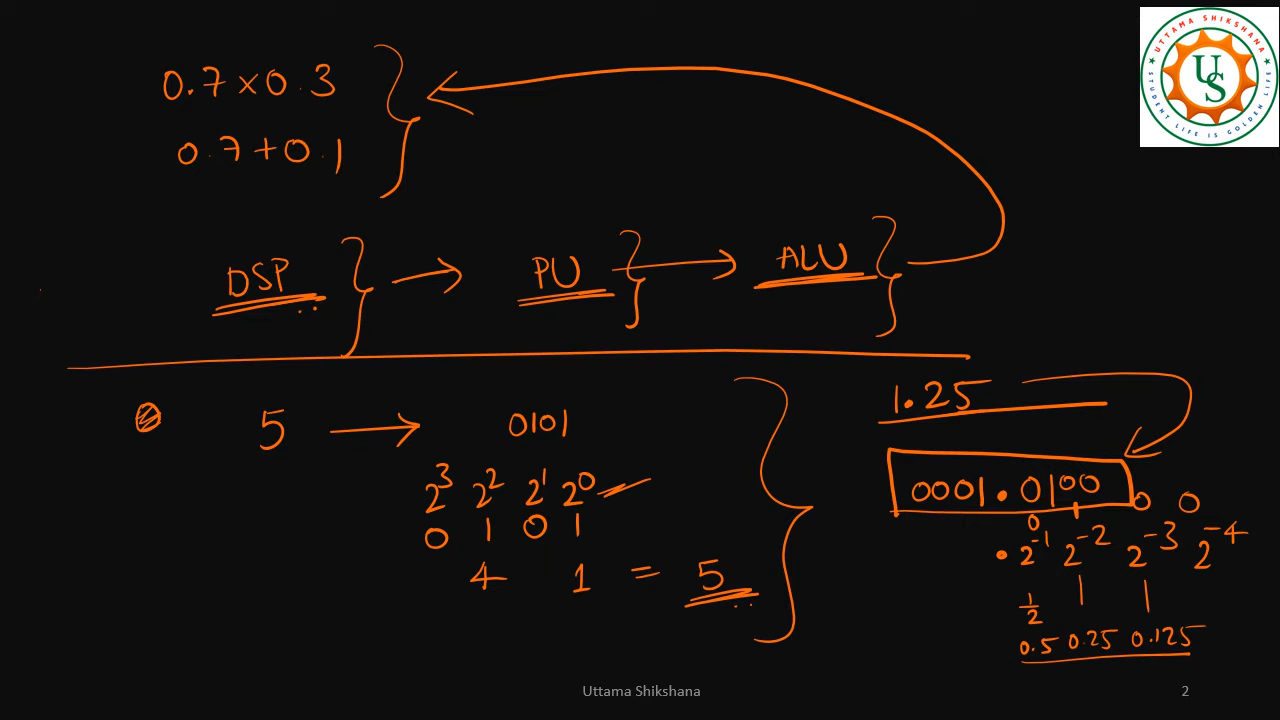 0.7 × 0.3
0.7 + 0.1
UTTAMA SHIKSHANA
US
STUDENT LIFE IS GOLDEN LIFE
DSP → PU → ALU
5 → 0101
2³ 2² 2¹ 2⁰
0 1 0 1
4 1 = 5
1.25
0001.0100
0 1 0 0
. 2⁻¹ 2⁻² 2⁻³ 2⁻⁴
1/2 | |
0.5 0.25 0.125
Uttama Shikshana
2